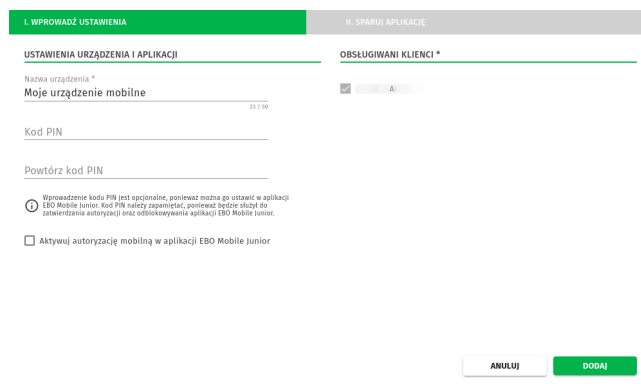 I. WPROWADŹ USTAWIENIA
II. SPARUJ APLIKACJĘ
USTAWIENIA URZĄDZENIA I APLIKACJI
Nazwa urządzenia *
Moje urządzenie mobilne
23 / 50
Kod PIN
Powtórz kod PIN
Wprowadzenie kodu PIN jest opcjonalne, ponieważ można go ustawić w aplikacji
EBO Mobile Junior. Kod PIN należy zapamiętać, ponieważ będzie służył do
zatwierdzania autoryzacji oraz odblokowywania aplikacji EBO Mobile Junior.
Aktywuj autoryzację mobilną w aplikacji EBO Mobile Junior
OBSŁUGIWANI KLIENCI *
ANULUJ
DODAJ